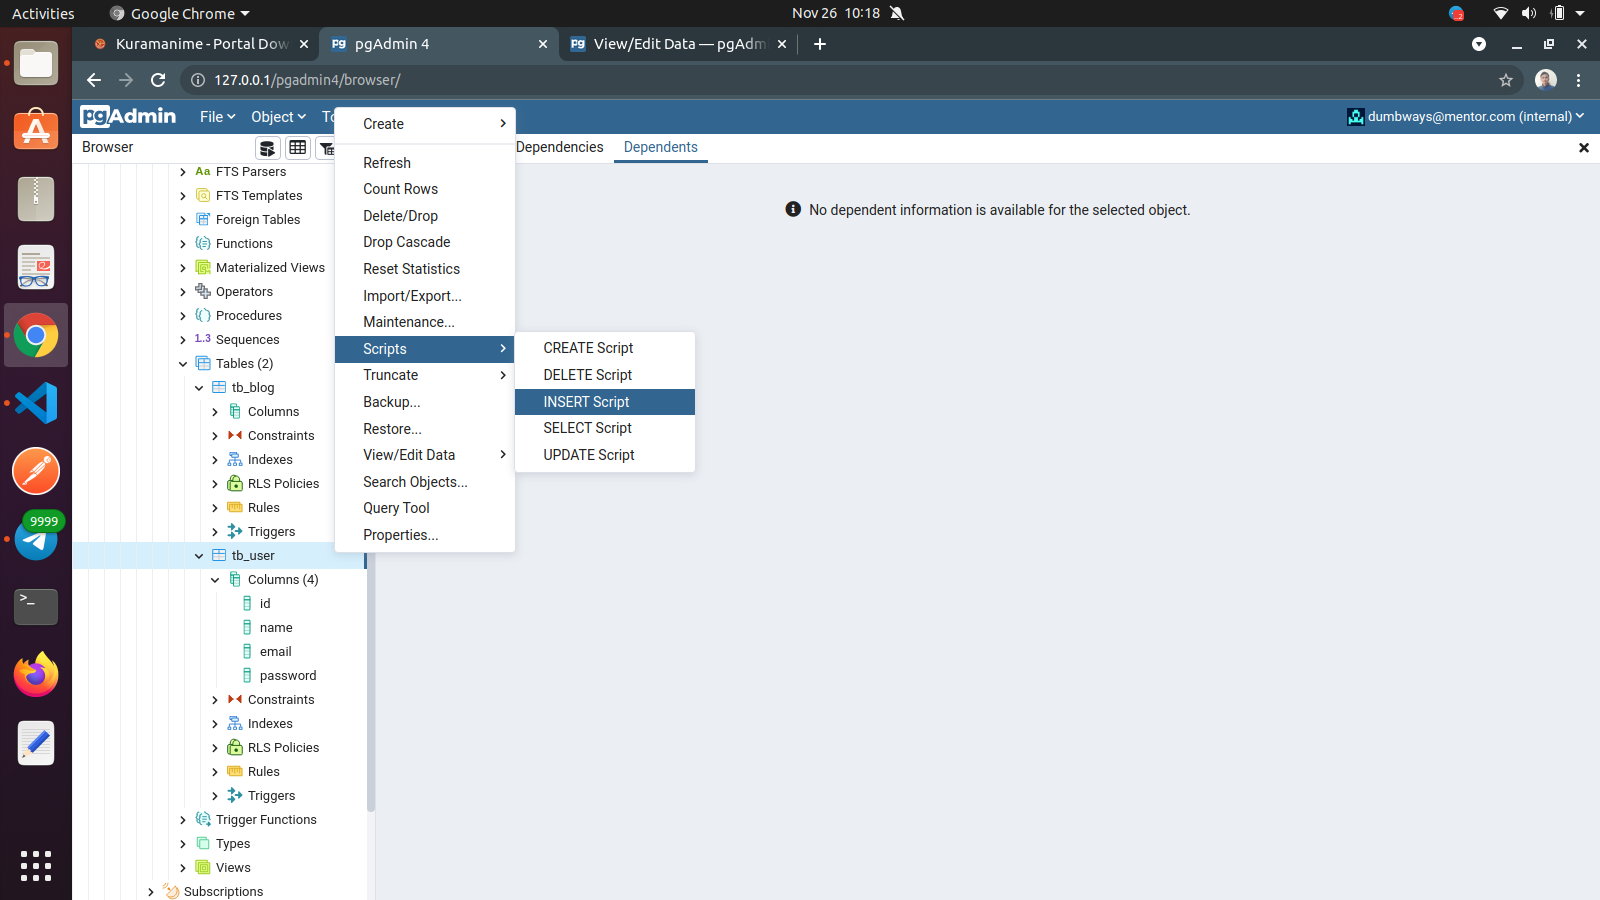 Activities
Google Chrome
Nov 26 10:18
2
Kuramanime - Portal Dow
pgAdmin 4
View/Edit Data — pgAdm
127.0.0.1/pgadmin4/browser/
pgAdmin
File
Object
To
dumbways@mentor.com (internal)
Browser
Dependencies
Dependents
No dependent information is available for the selected object.
Create
Refresh
Count Rows
Delete/Drop
Drop Cascade
Reset Statistics
Import/Export...
Maintenance...
Scripts
Truncate
Backup...
Restore...
View/Edit Data
Search Objects...
Query Tool
Properties...
CREATE Script
DELETE Script
INSERT Script
SELECT Script
UPDATE Script
Aa FTS Parsers
FTS Templates
Foreign Tables
Functions
Materialized Views
Operators
Procedures
1..3 Sequences
Tables (2)
tb_blog
Columns
Constraints
Indexes
RLS Policies
Rules
Triggers
tb_user
Columns (4)
id
name
email
password
Constraints
Indexes
RLS Policies
Rules
Triggers
Trigger Functions
Types
Views
Subscriptions
9999